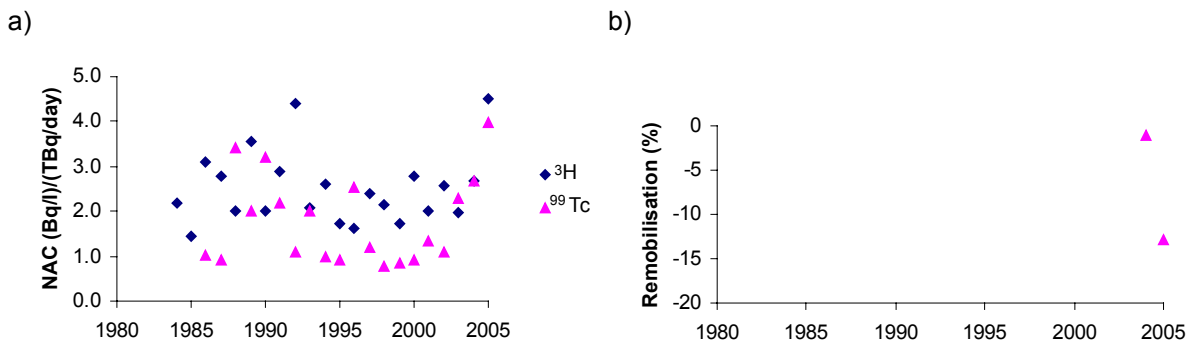 a)
NAC (Bq/l)/(TBq/day)
5.0
4.0
3.0
2.0
1.0
0.0
1980 1985 1990 1995 2000 2005
³H
⁹⁹Tc
b)
Remobilisation (%)
0
-5
-10
-15
-20
1980 1985 1990 1995 2000 2005